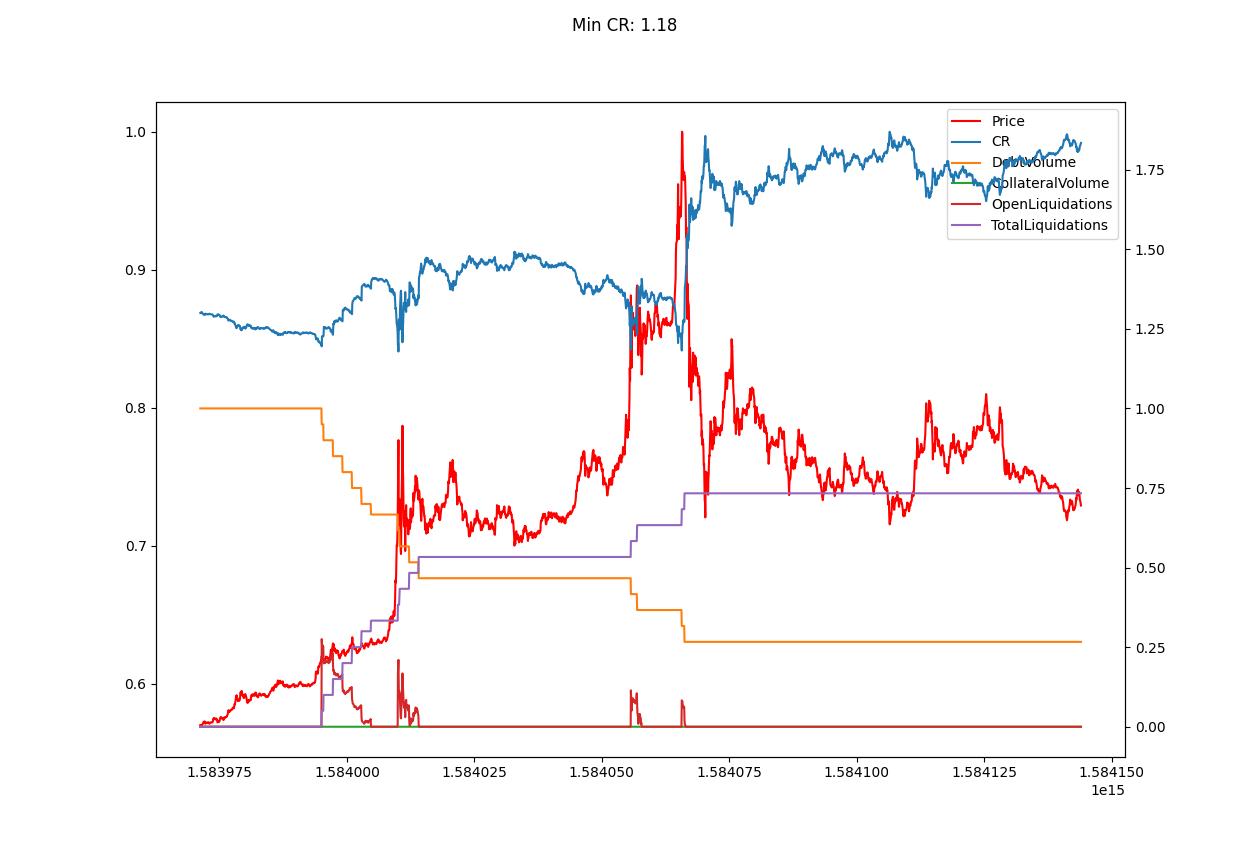 Min CR: 1.18
1.0
0.9
0.8
0.7
0.6
1.75
1.50
1.25
1.00
0.75
0.50
0.25
0.00
Price
CR
DebtVolume
CollateralVolume
OpenLiquidations
TotalLiquidations
1.583975 1.584000 1.584025 1.584050 1.584075 1.584100 1.584125 1.584150
1e15